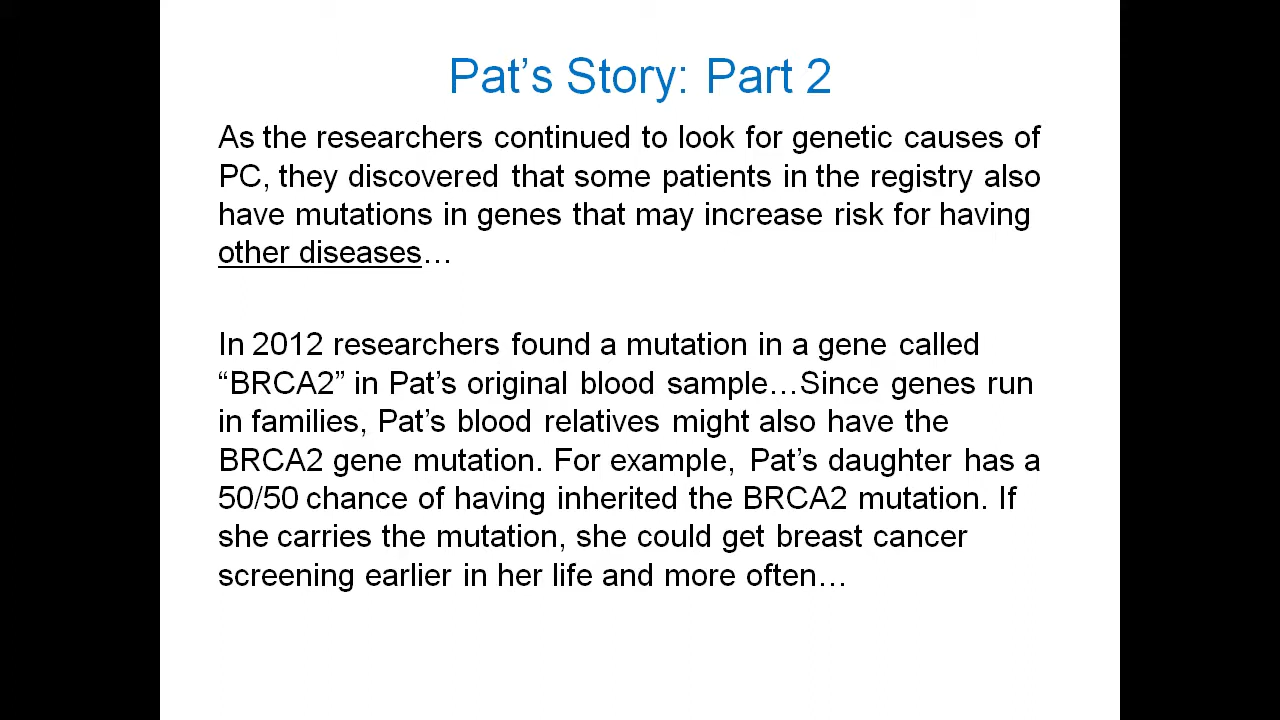 Pat’s Story: Part 2
As the researchers continued to look for genetic causes of
PC, they discovered that some patients in the registry also
have mutations in genes that may increase risk for having
other diseases…
In 2012 researchers found a mutation in a gene called
“BRCA2” in Pat’s original blood sample…Since genes run
in families, Pat’s blood relatives might also have the
BRCA2 gene mutation. For example, Pat’s daughter has a
50/50 chance of having inherited the BRCA2 mutation. If
she carries the mutation, she could get breast cancer
screening earlier in her life and more often…